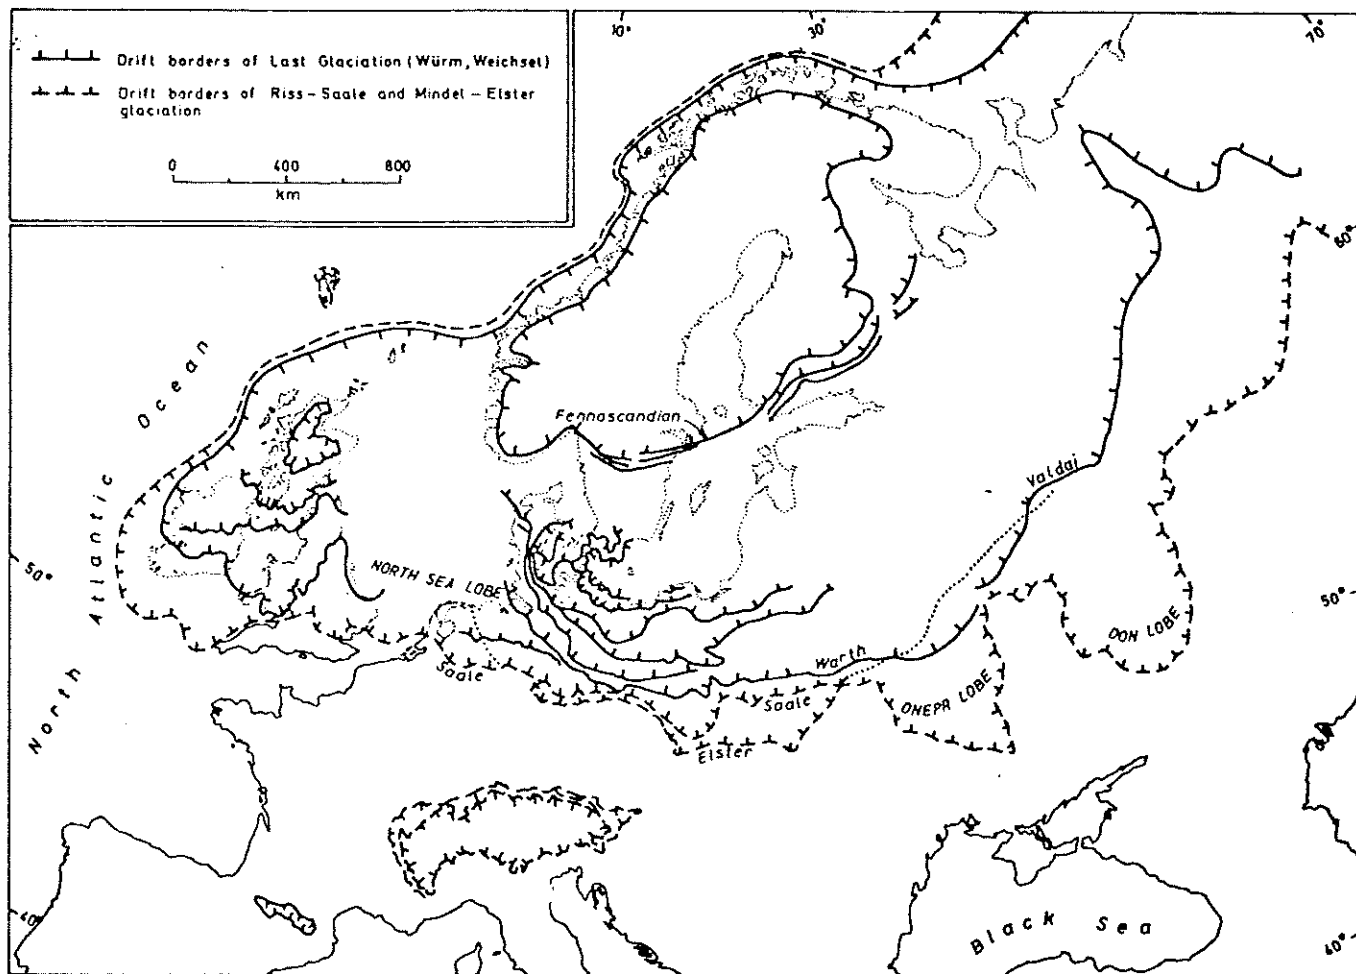 10°
30°
70°
Drift borders of Last Glaciation (Würm, Weichsel)
Drift borders of Riss-Saale and Mindel-Elster
glaciation
0 400 800
km
60°
North Atlantic Ocean
Fennoscandian
Valdaj
50°
NORTH SEA LOBE
50°
DON LOBE
Warth
Saale
Saale
DNEPR LOBE
Elster
40°
Black Sea
40°